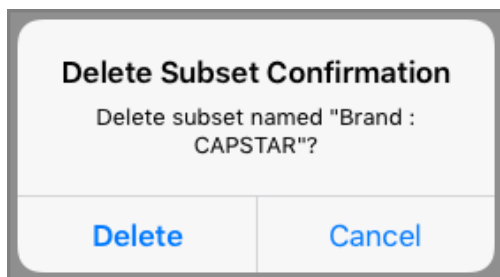 Delete Subset Confirmation
Delete subset named "Brand :
CAPSTAR"?
Delete
Cancel